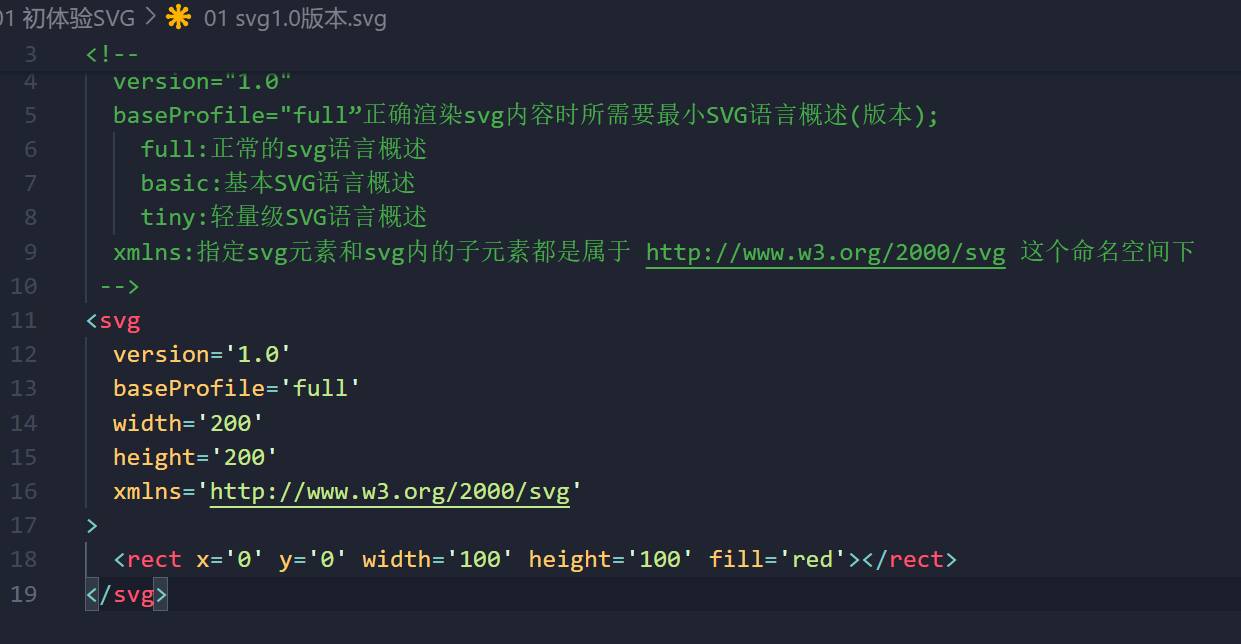 01 初体验SVG > 01 svg1.0版本.svg
3 <!--
4 version="1.0"
5 baseProfile="full”正确渲染svg内容时所需要最小SVG语言概述(版本);
6 full:正常的svg语言概述
7 basic:基本SVG语言概述
8 tiny:轻量级SVG语言概述
9 xmlns:指定svg元素和svg内的子元素都是属于 http://www.w3.org/2000/svg 这个命名空间下
10 -->
11 <svg
12 version='1.0'
13 baseProfile='full'
14 width='200'
15 height='200'
16 xmlns='http://www.w3.org/2000/svg'
17 >
18 <rect x='0' y='0' width='100' height='100' fill='red'></rect>
19 </svg>